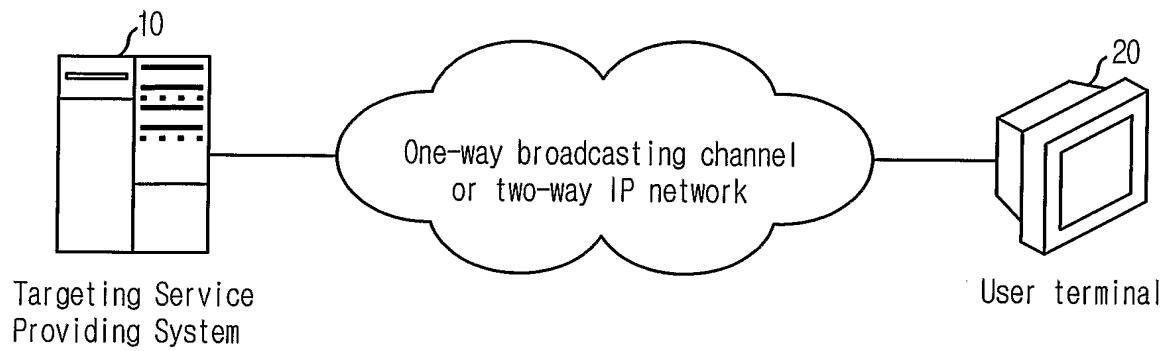 10
20
One-way broadcasting channel
or two-way IP network
Targeting Service
Providing System
User terminal